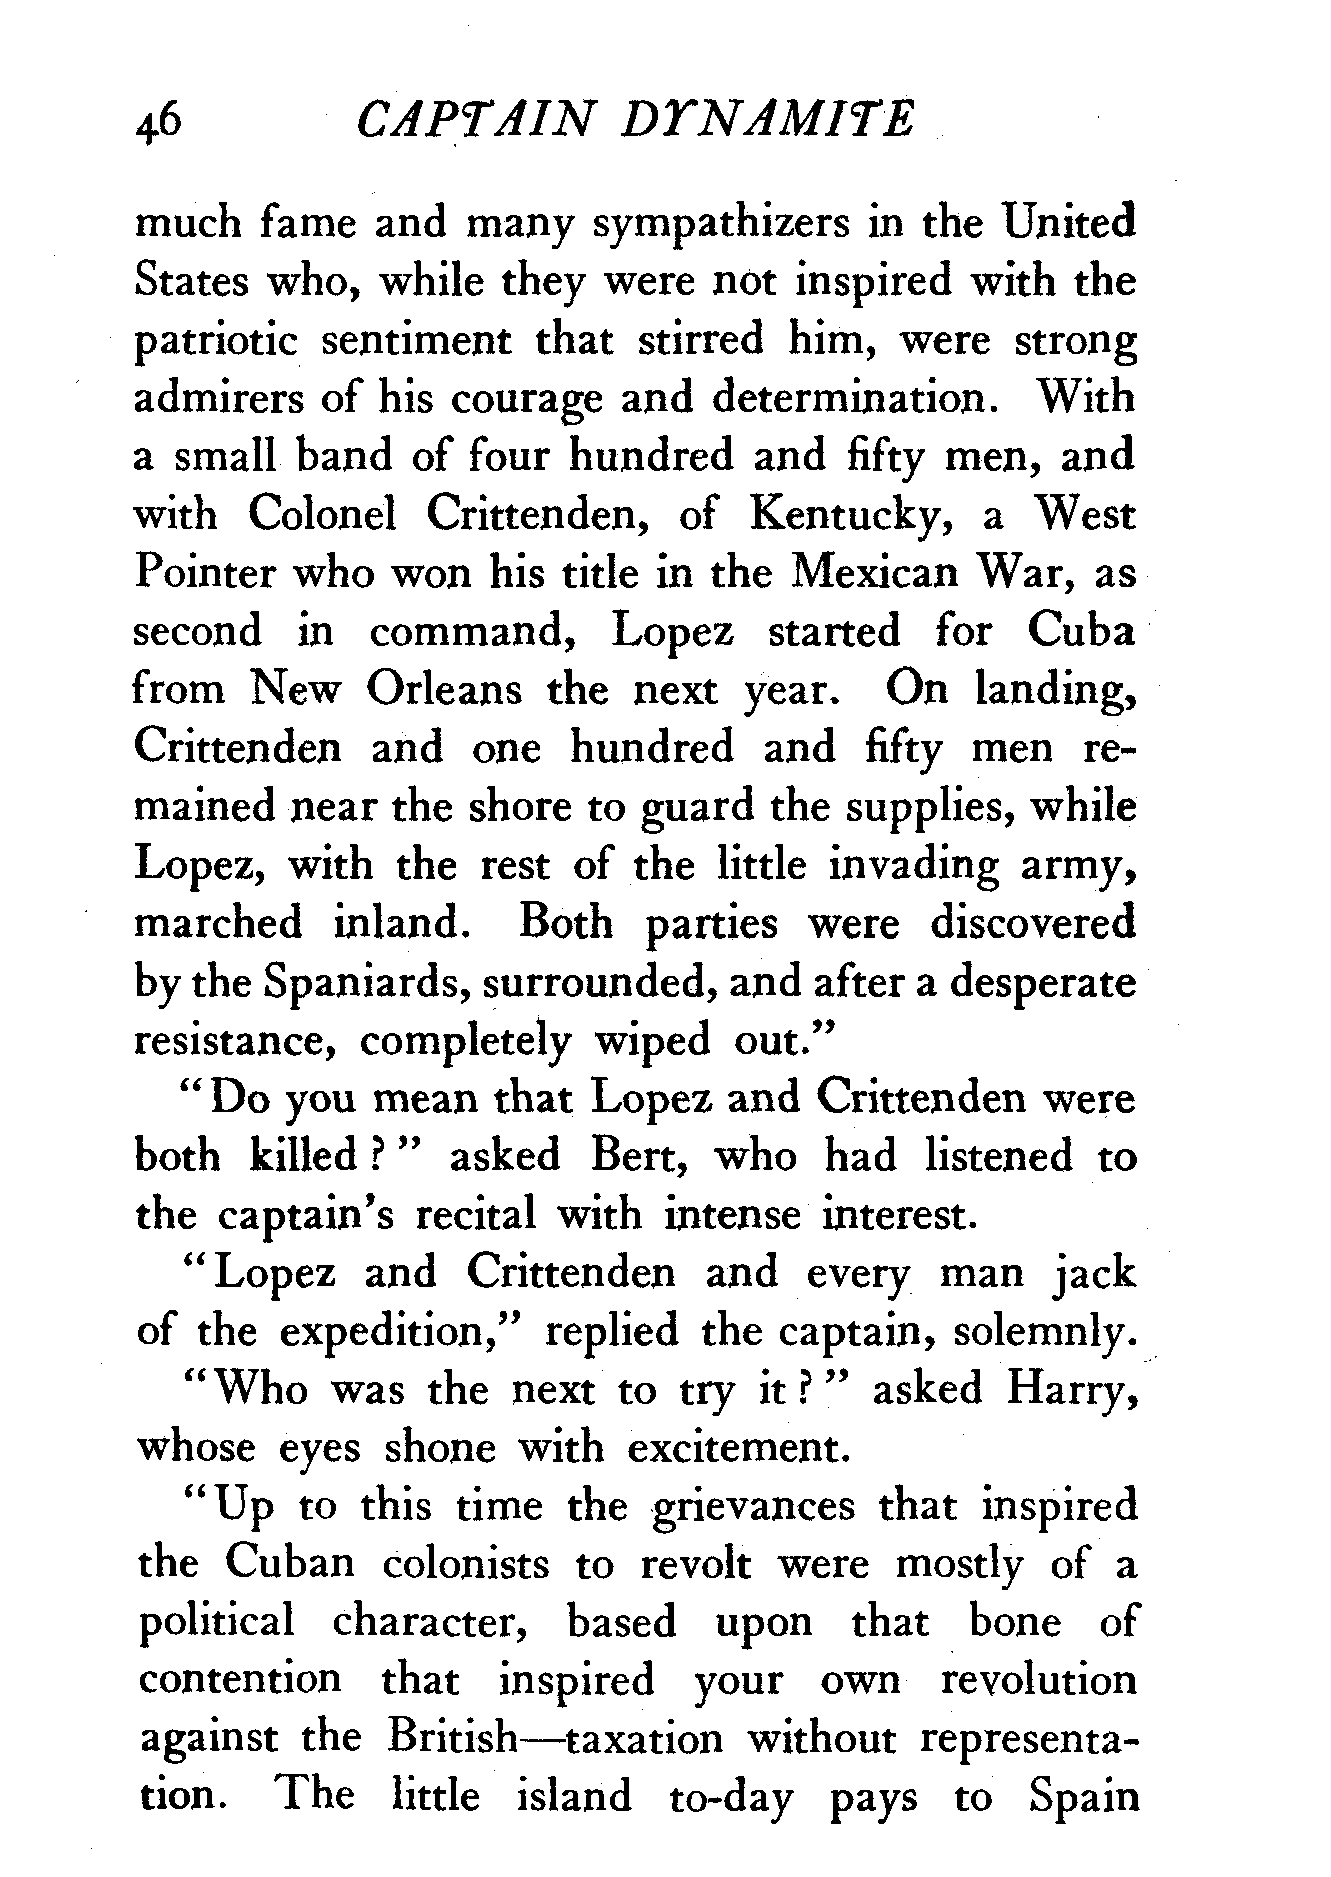 46 CAPTAIN DYNAMITE
much fame and many sympathizers in the United
States who, while they were not inspired with the
patriotic sentiment that stirred him, were strong
admirers of his courage and determination. With
a small band of four hundred and fifty men, and
with Colonel Crittenden, of Kentucky, a West
Pointer who won his title in the Mexican War, as
second in command, Lopez started for Cuba
from New Orleans the next year. On landing,
Crittenden and one hundred and fifty men re-
mained near the shore to guard the supplies, while
Lopez, with the rest of the little invading army,
marched inland. Both parties were discovered
by the Spaniards, surrounded, and after a desperate
resistance, completely wiped out."
"Do you mean that Lopez and Crittenden were
both killed?" asked Bert, who had listened to
the captain's recital with intense interest.
"Lopez and Crittenden and every man jack
of the expedition," replied the captain, solemnly.
"Who was the next to try it?" asked Harry,
whose eyes shone with excitement.
"Up to this time the grievances that inspired
the Cuban colonists to revolt were mostly of a
political character, based upon that bone of
contention that inspired your own revolution
against the British—taxation without representa-
tion. The little island to-day pays to Spain